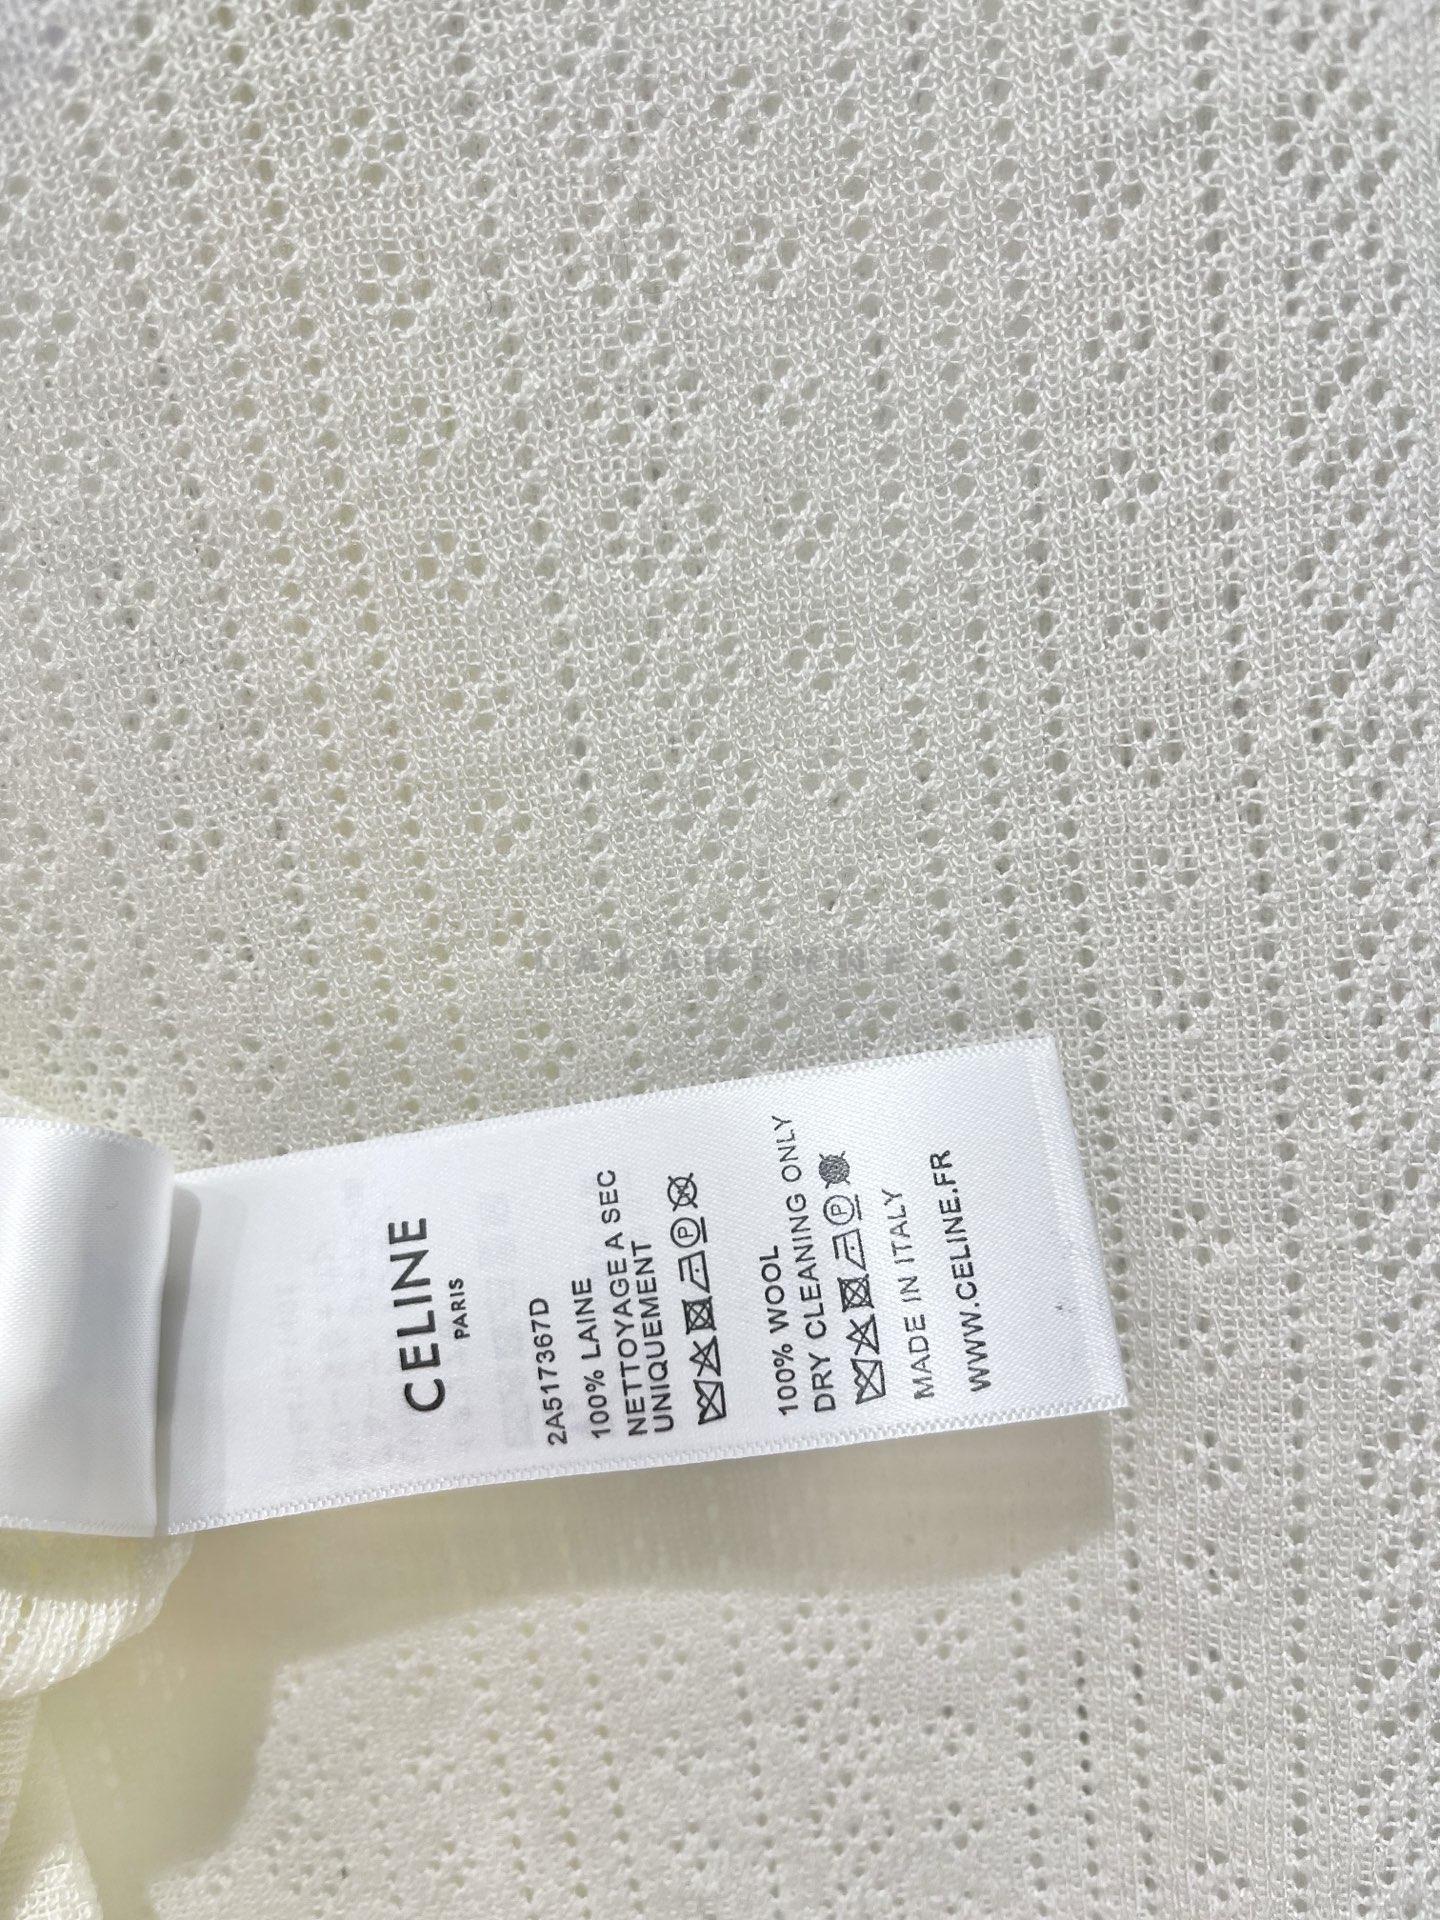 CELINE
PARIS
2A517367D
100% LAINE
NETTOYAGE A SEC
UNIQUEMENT
100% WOOL
DRY CLEANING ONLY
MADE IN ITALY
WWW.CELINE.FR